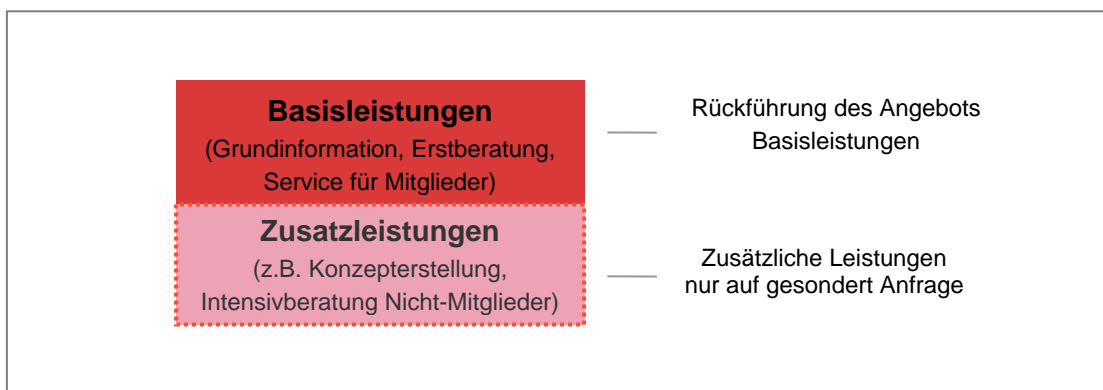 Basisleistungen
(Grundinformation, Erstberatung,
Service für Mitglieder)
Rückführung des Angebots
Basisleistungen
Zusatzleistungen
(z.B. Konzepterstellung,
Intensivberatung Nicht-Mitglieder)
Zusätzliche Leistungen
nur auf gesondert Anfrage